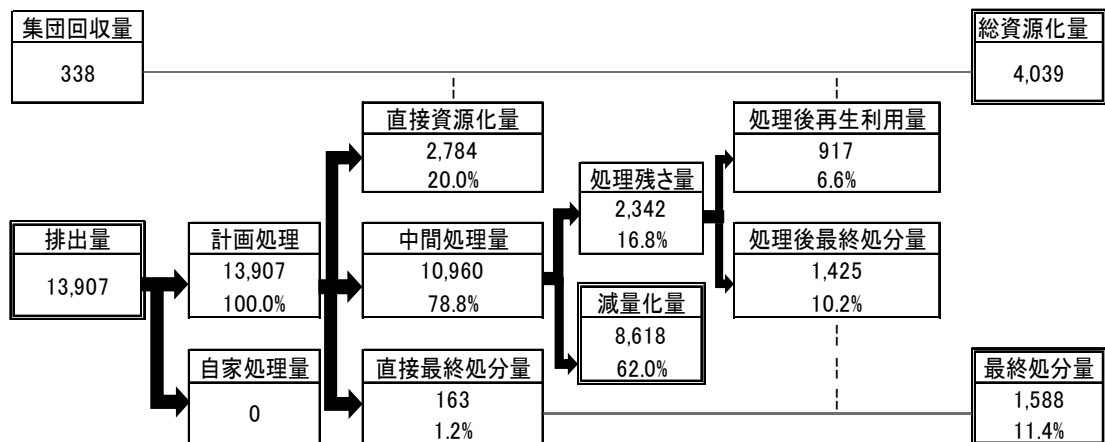 集団回収量
338
総資源化量
4,039
直接資源化量
2,784
20.0%
処理後再生利用量
917
6.6%
処理残さ量
2,342
16.8%
排出量
13,907
計画処理
13,907
100.0%
中間処理量
10,960
78.8%
処理後最終処分量
1,425
10.2%
減量化量
8,618
62.0%
自家処理量
0
直接最終処分量
163
1.2%
最終処分量
1,588
11.4%